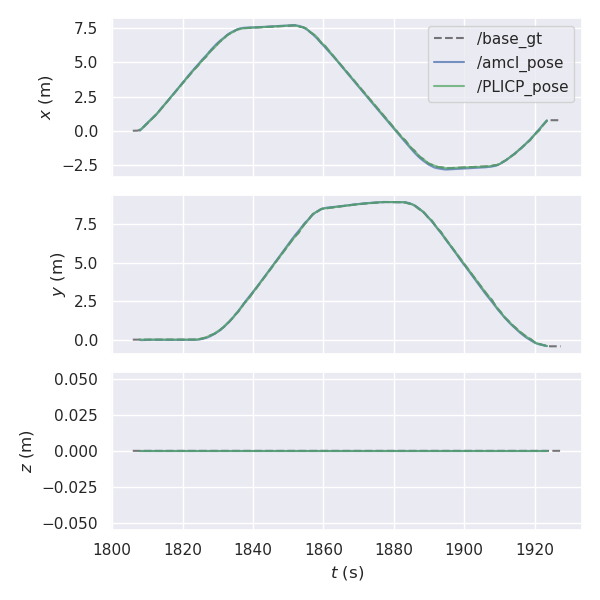 7.5
5.0
2.5
0.0
−2.5
x (m)
/base_gt
/amcl_pose
/PLICP_pose
7.5
5.0
2.5
0.0
y (m)
0.050
0.025
0.000
−0.025
−0.050
z (m)
1800 1820 1840 1860 1880 1900 1920
t (s)